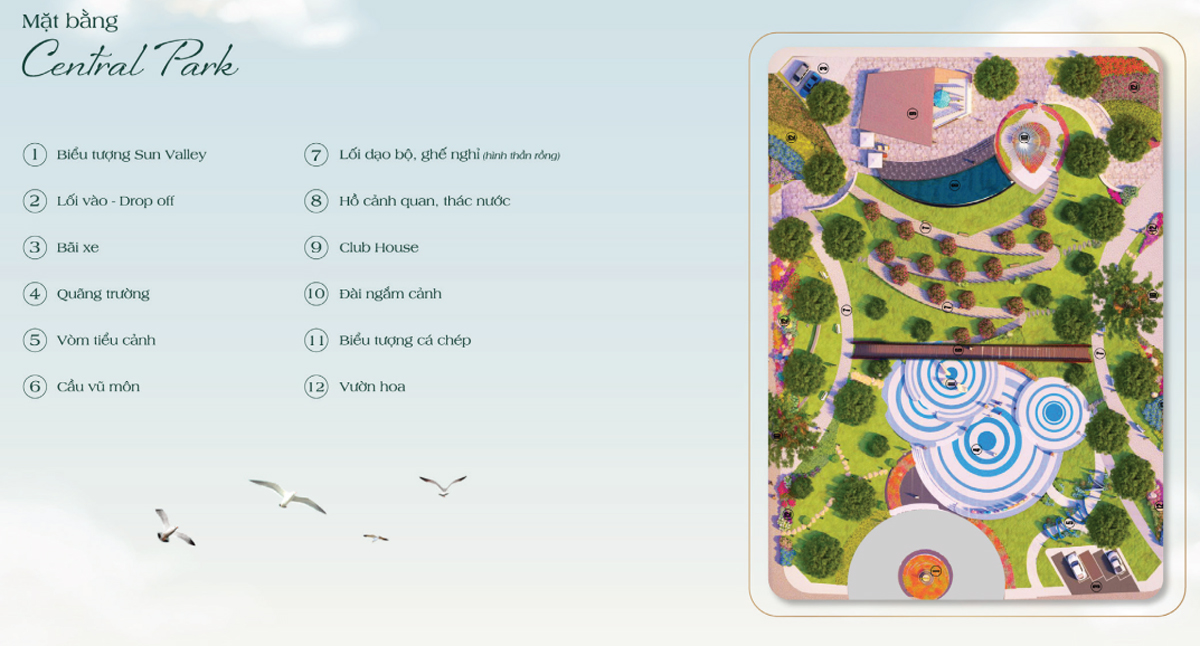 Mặt bằng
Central Park
1 Biểu tượng Sun Valley
2 Lối vào - Drop off
3 Bãi xe
4 Quãng trường
5 Vòm tiểu cảnh
6 Cầu vũ môn
7 Lối dạo bộ, ghế nghỉ (hình thân rồng)
8 Hồ cảnh quan, thác nước
9 Club House
10 Đài ngắm cảnh
11 Biểu tượng cá chép
12 Vườn hoa